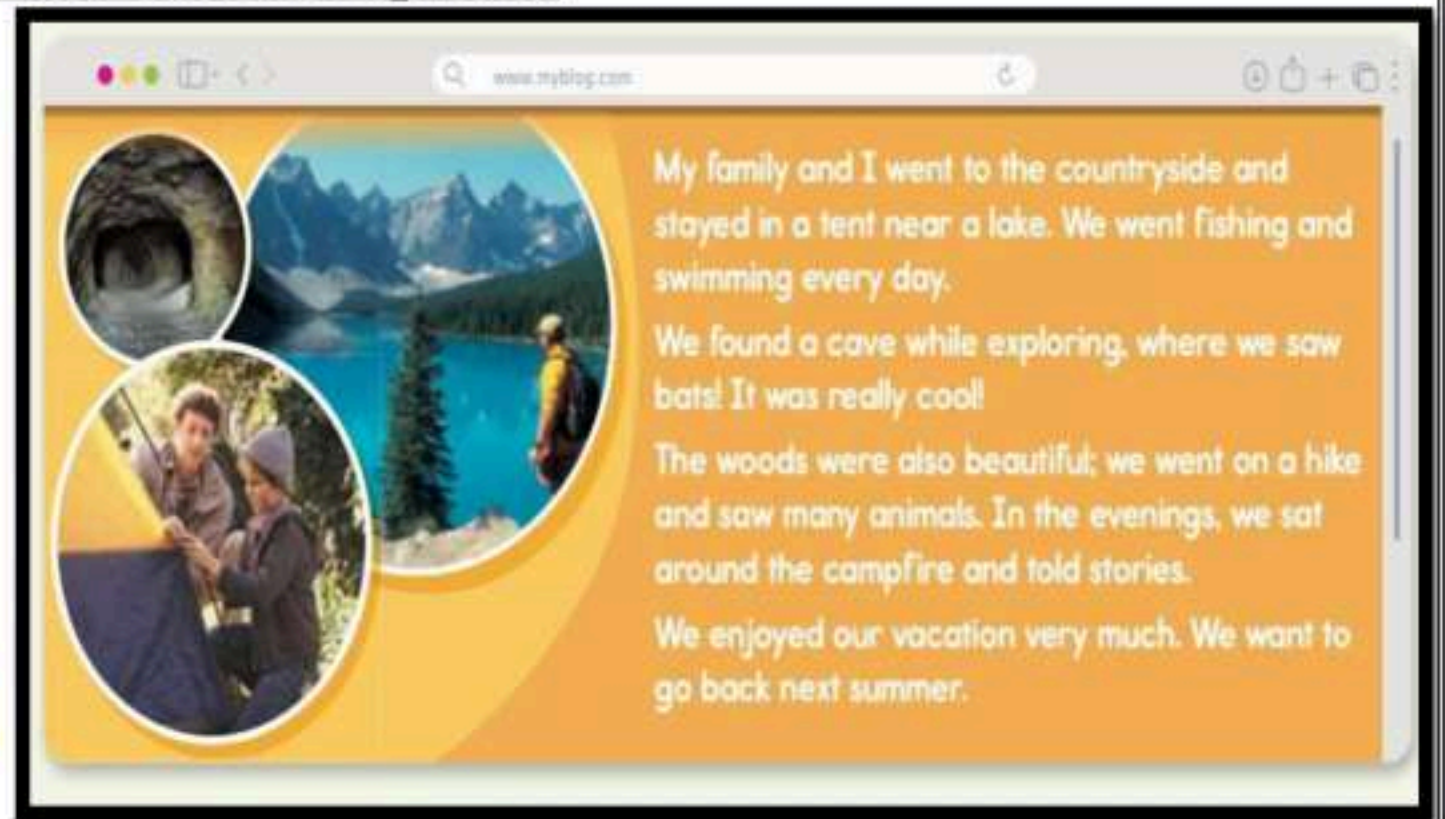 www.myblog.com
My family and I went to the countryside and
stayed in a tent near a lake. We went fishing and
swimming every day.
We found a cave while exploring, where we saw
bats! It was really cool!
The woods were also beautiful; we went on a hike
and saw many animals. In the evenings, we sat
around the campfire and told stories.
We enjoyed our vacation very much. We want to
go back next summer.